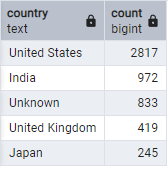 country count
text bigint
United States 2817
India 972
Unknown 833
United Kingdom 419
Japan 245